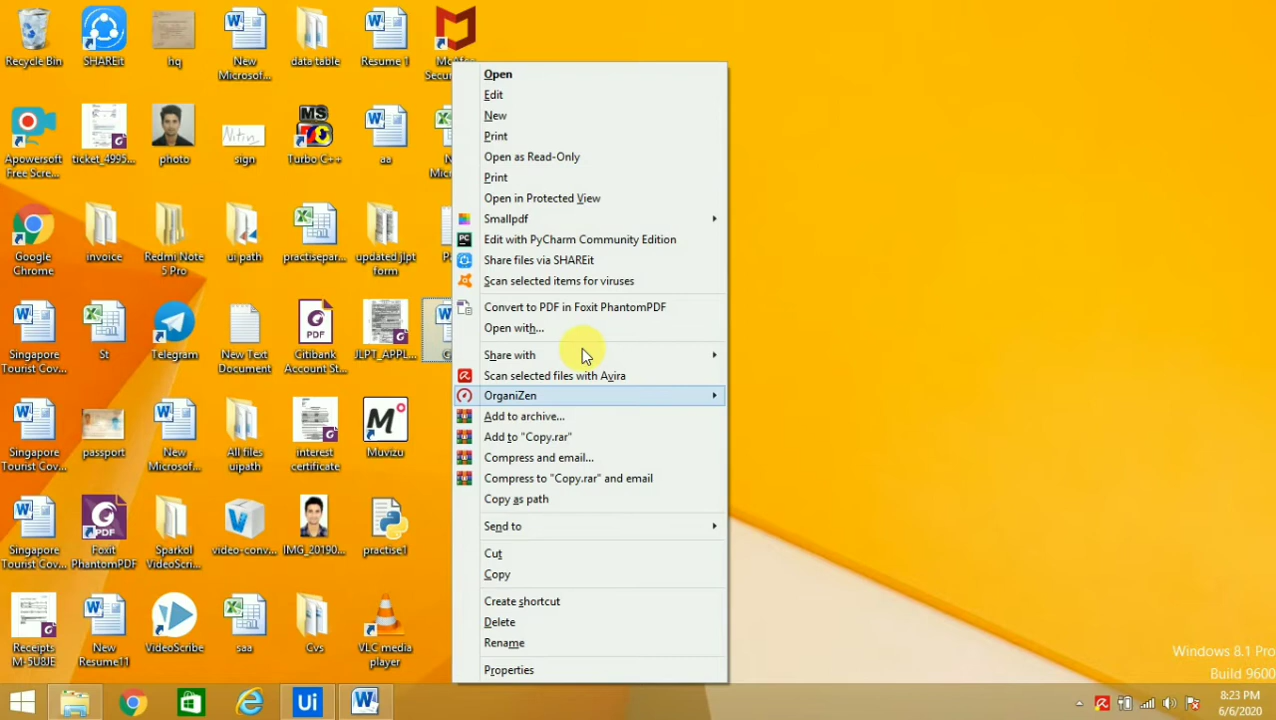 Recycle Bin
SHAREit
hq
New
Microsof...
data table
Resume 1
Secu
Apowersoft
Free Scre...
ticket_4995...
photo
Nitin
sign
MS
Turbo C++
aa
Google
Chrome
invoice
Redmi Note
5 Pro
ui path
practisepar...
updated jlpt
form
Singapore
Tourist Cov...
St
Telegram
New Text
Document
PDF
Citibank
Account St...
JLPT_APPL...
Singapore
Tourist Cov...
passport
New
Microsof...
All files
uipath
interest
certificate
Muvizu
Singapore
Tourist Cov...
PDF
Foxit
PhantomPDF
Sparkol
VideoScri...
video-conv...
IMG_20190...
practise1
Receipts
M-5U8JE
New
Resume11
VideoScribe
saa
Cvs
VLC media
player
Open
Edit
New
Print
Open as Read-Only
Print
Open in Protected View
Smallpdf
PC
Edit with PyCharm Community Edition
Share files via SHAREit
Scan selected items for viruses
Convert to PDF in Foxit PhantomPDF
Open with...
Share with
Scan selected files with Avira
OrganiZen
Add to archive...
Add to "Copy.rar"
Compress and email...
Compress to "Copy.rar" and email
Copy as path
Send to
Cut
Copy
Create shortcut
Delete
Rename
Properties
Windows 8.1 Pro
Build 9600
Ui
8:23 PM
6/6/2020